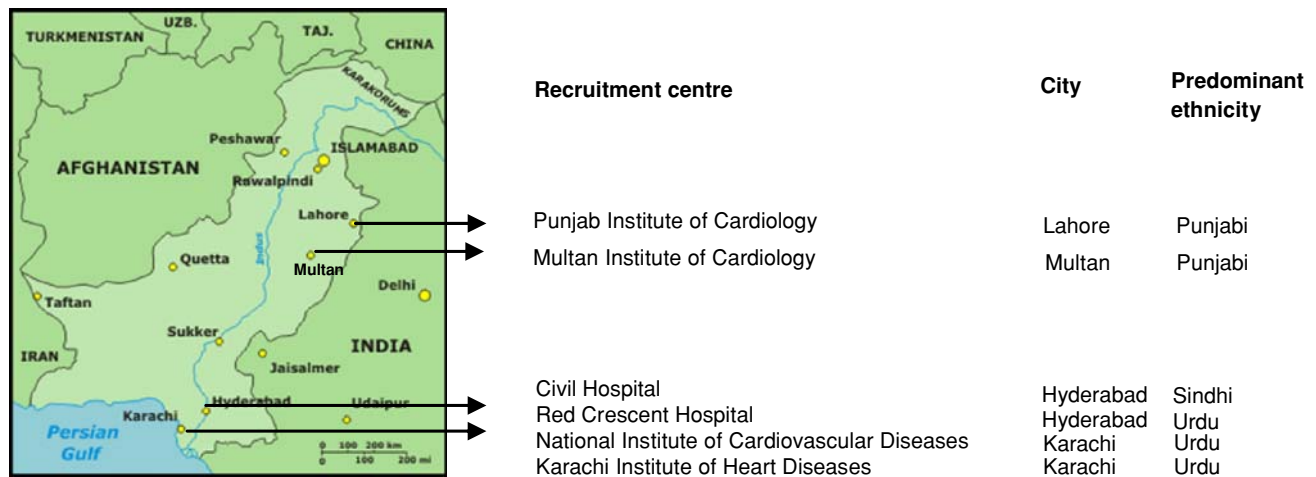 UZB.
TURKMENISTAN
TAJ.
CHINA
KARAKORUMS
Peshawar
ISLAMABAD
AFGHANISTAN
Rawalpindi
Lahore
Indus
Quetta
Multan
Delhi
Taftan
Sukker
INDIA
IRAN
Jaisalmer
Hyderabad
Udaipur
Karachi
Persian
Gulf
0 100 200 km
0 100 200 mi
Recruitment centre City Predominant
ethnicity
Punjab Institute of Cardiology Lahore Punjabi
Multan Institute of Cardiology Multan Punjabi
Civil Hospital Hyderabad Sindhi
Red Crescent Hospital Hyderabad Urdu
National Institute of Cardiovascular Diseases Karachi Urdu
Karachi Institute of Heart Diseases Karachi Urdu